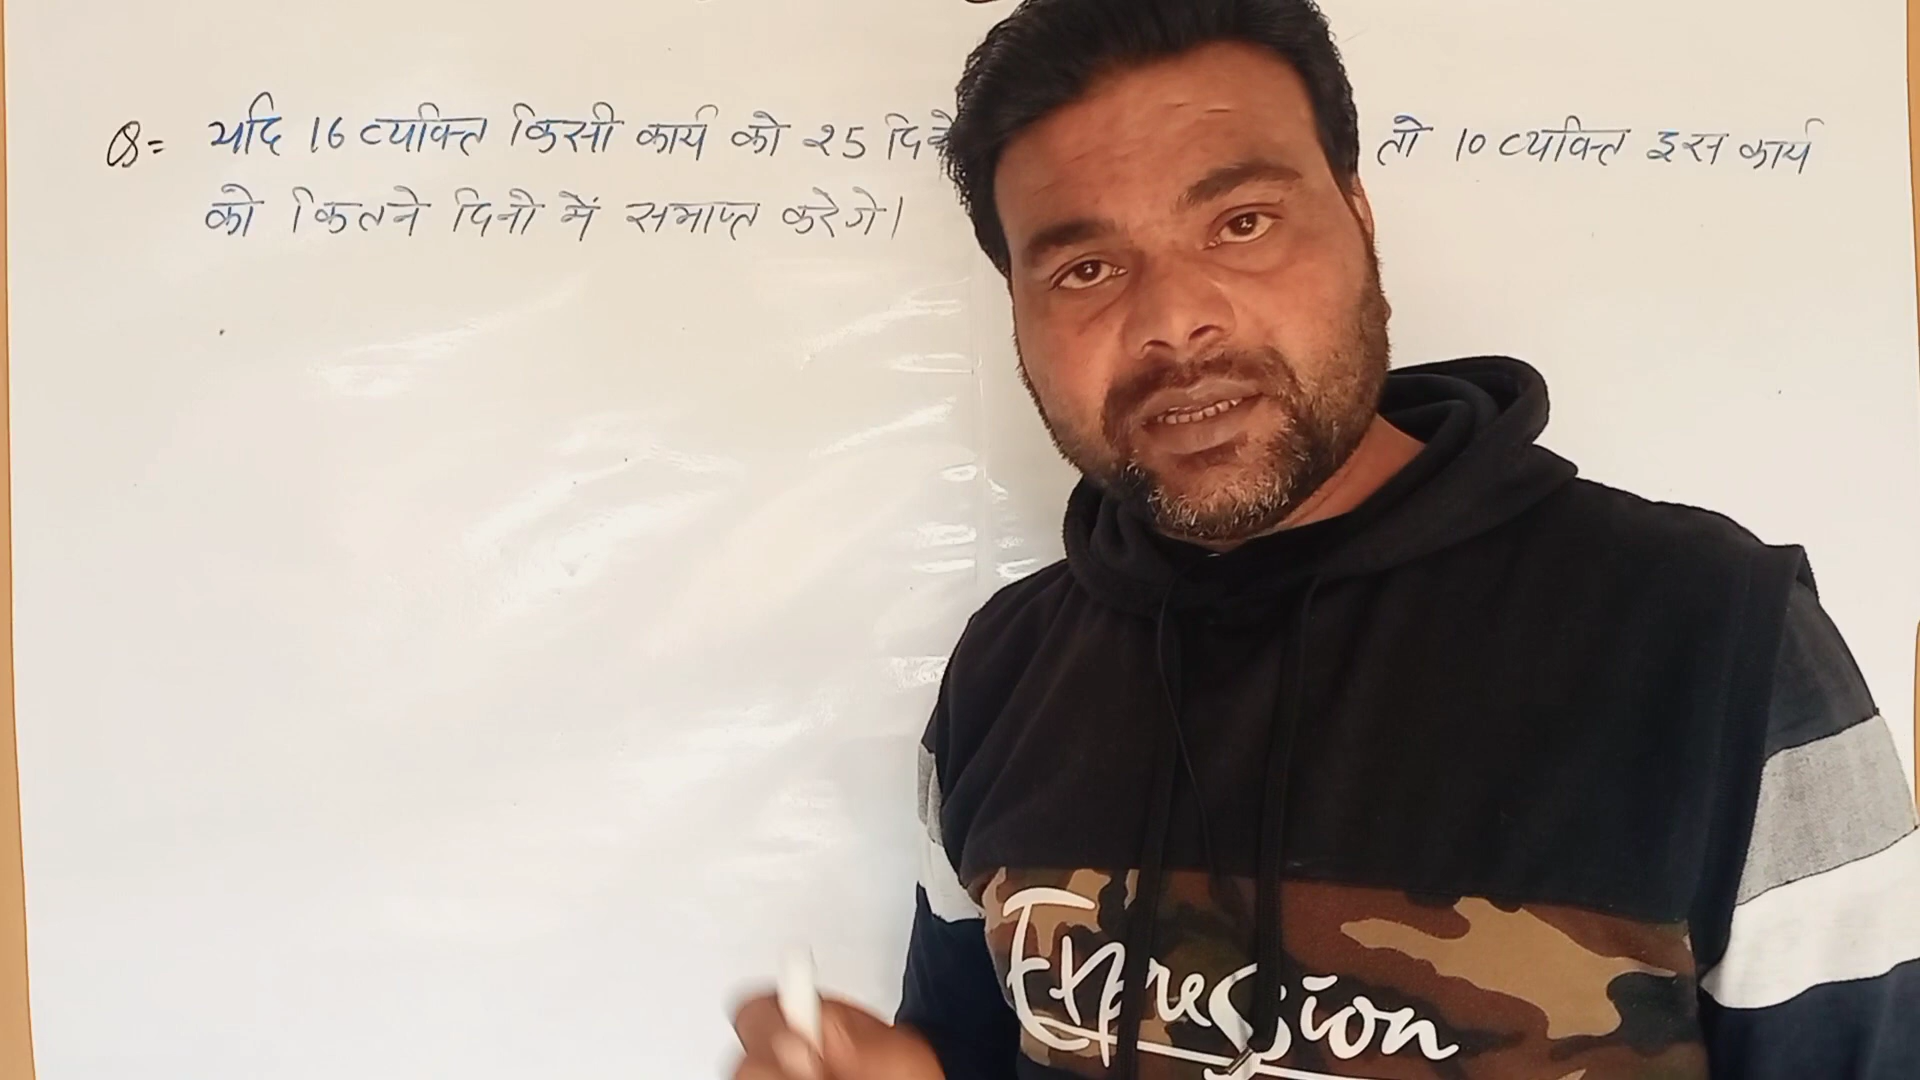 Q= यदि 16 व्यक्ति किसी कार्य को 25 तो 10 व्यक्ति इस कार्य
को कितने दिनो में समाप्त करेगे।
Expression